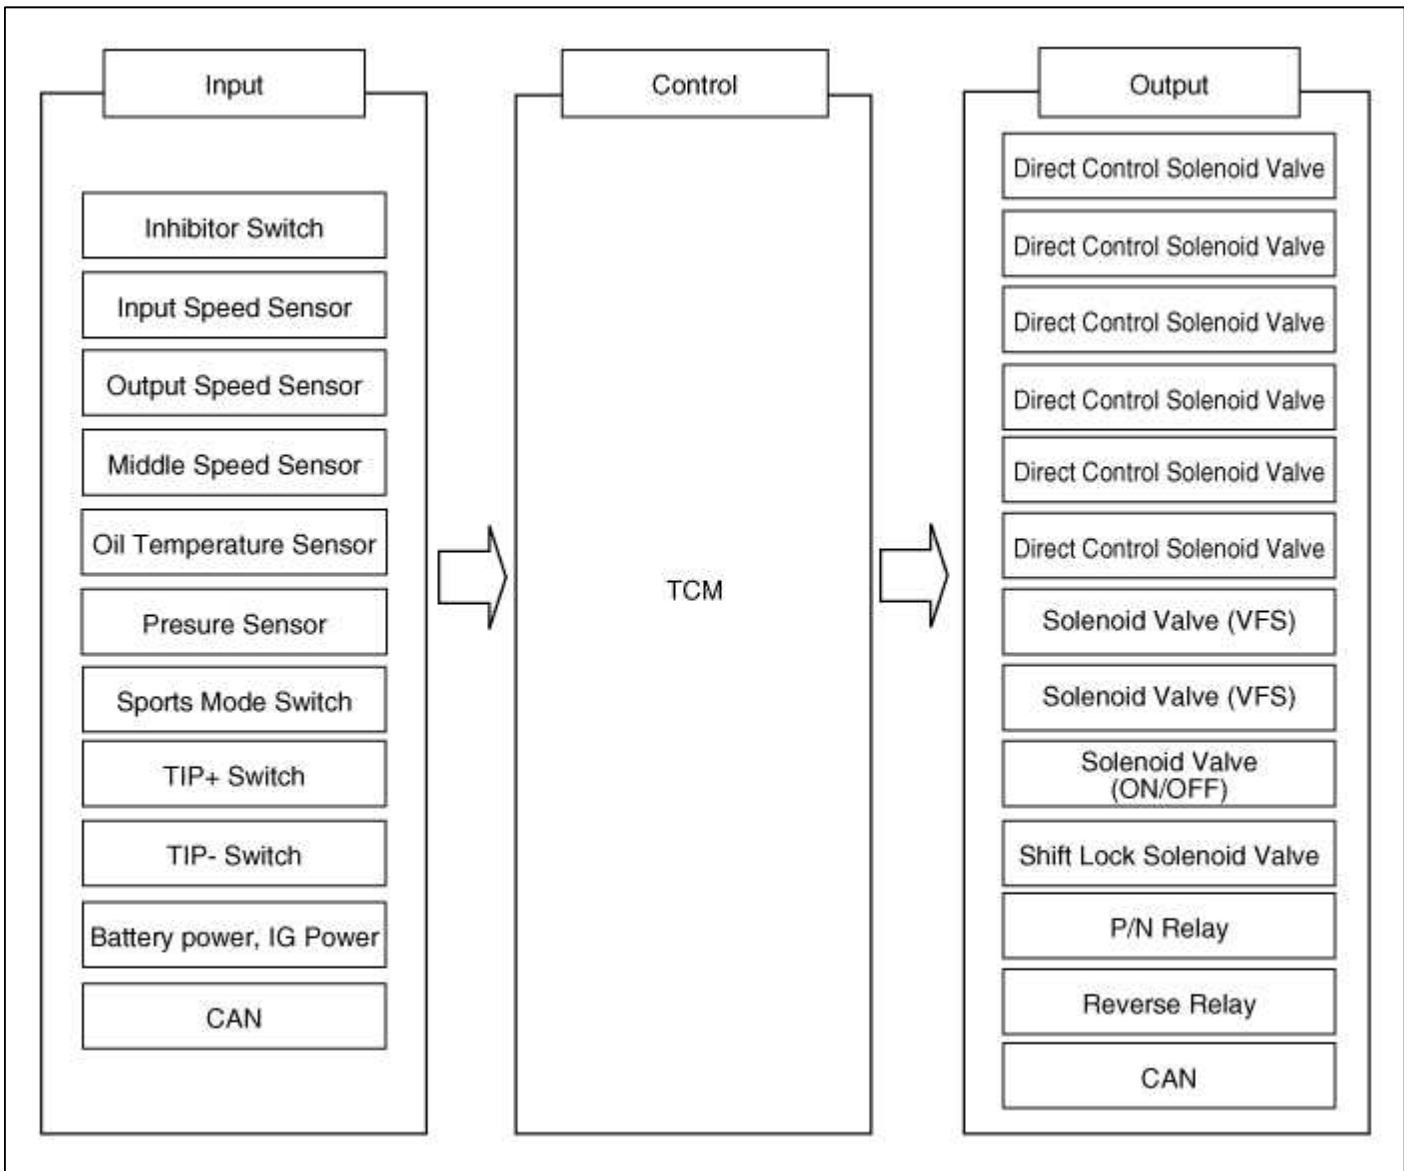 Input
Inhibitor Switch
Input Speed Sensor
Output Speed Sensor
Middle Speed Sensor
Oil Temperature Sensor
Presure Sensor
Sports Mode Switch
TIP+ Switch
TIP- Switch
Battery power, IG Power
CAN
Control
TCM
Output
Direct Control Solenoid Valve
Direct Control Solenoid Valve
Direct Control Solenoid Valve
Direct Control Solenoid Valve
Direct Control Solenoid Valve
Direct Control Solenoid Valve
Solenoid Valve (VFS)
Solenoid Valve (VFS)
Solenoid Valve
(ON/OFF)
Shift Lock Solenoid Valve
P/N Relay
Reverse Relay
CAN